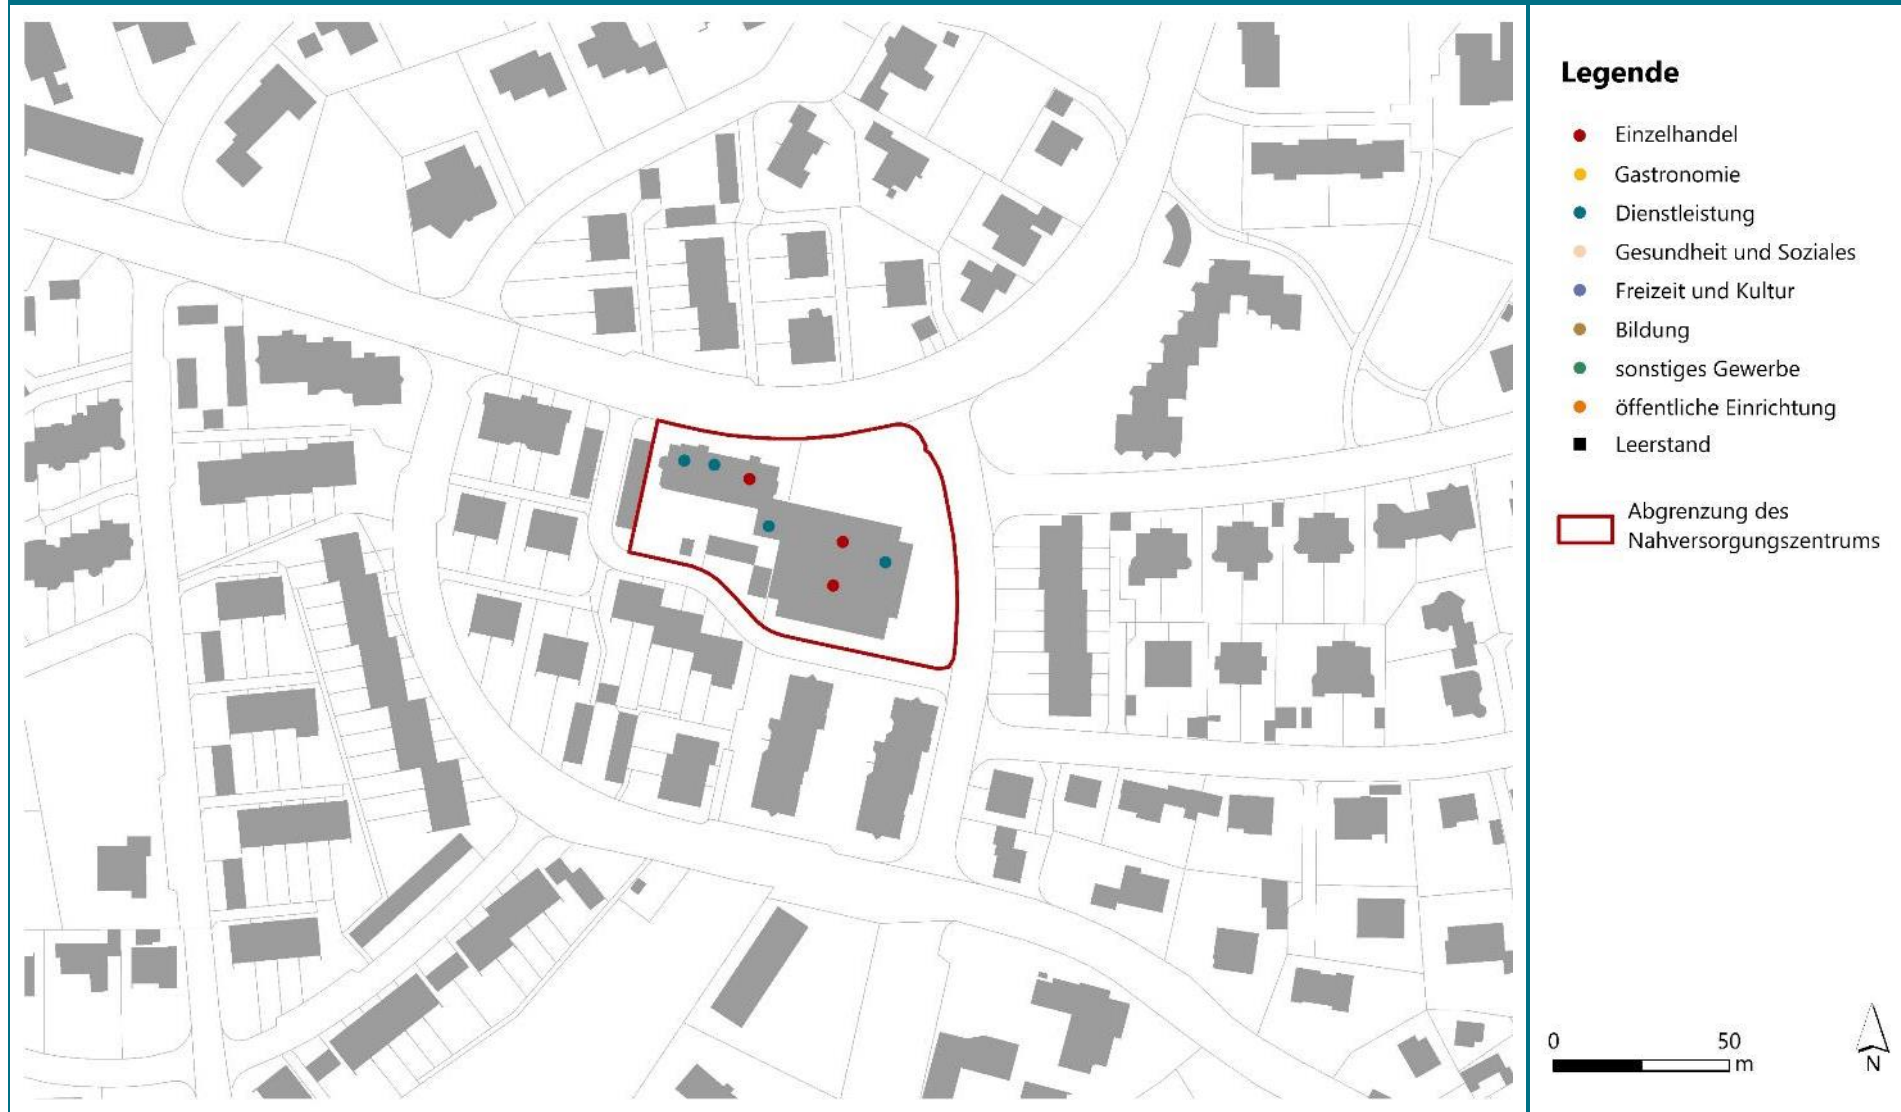 Legende
Einzelhandel
Gastronomie
Dienstleistung
Gesundheit und Soziales
Freizeit und Kultur
Bildung
sonstiges Gewerbe
öffentliche Einrichtung
Leerstand
Abgrenzung des
Nahversorgungszentrums
0 50
m
N